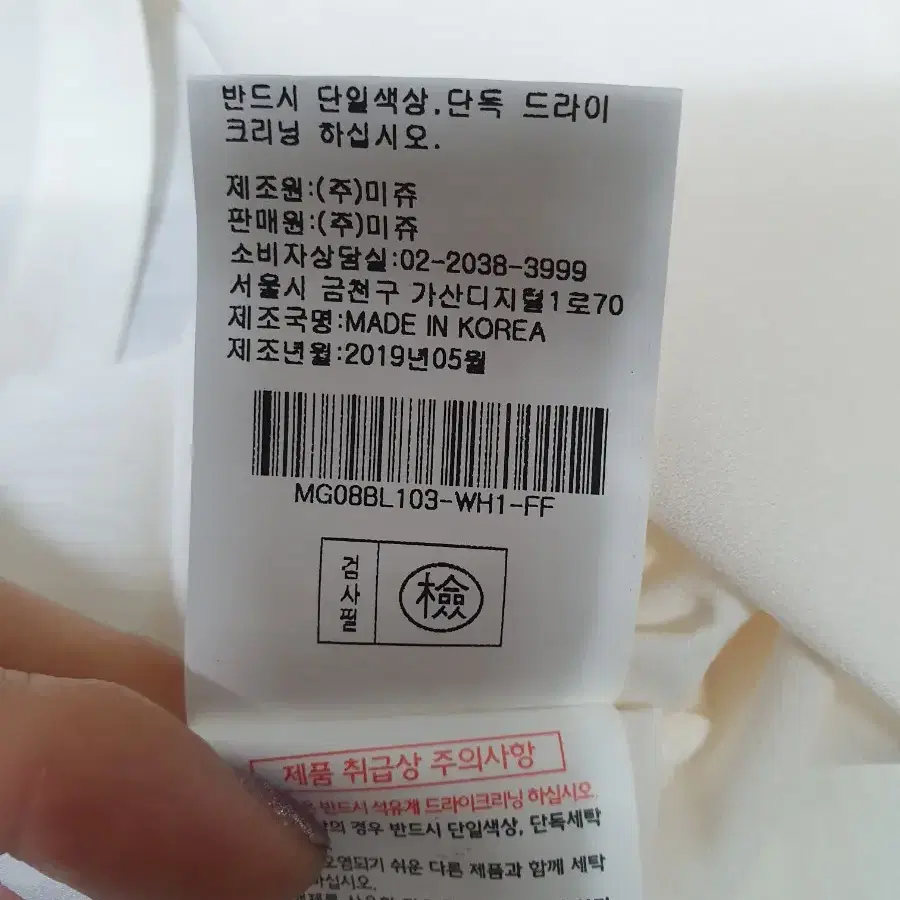 반드시 단일색상.단독 드라이
크리닝 하십시오.
제조원:(주)미쥬
판매원:(주)미쥬
소비자상담실:02-2038-3999
서울시 금천구 가산디지털1로70
제조국명:MADE IN KOREA
제조년월:2019년05월
MG08BL103-WH1-FF
검사필
檢
제품 취급상 주의사항
반드시 석유계 드라이크리닝 하십시오.
경우 반드시 단일색상, 단독세탁
오염되기 쉬운 다른 제품과 함께 세탁
하십시오.